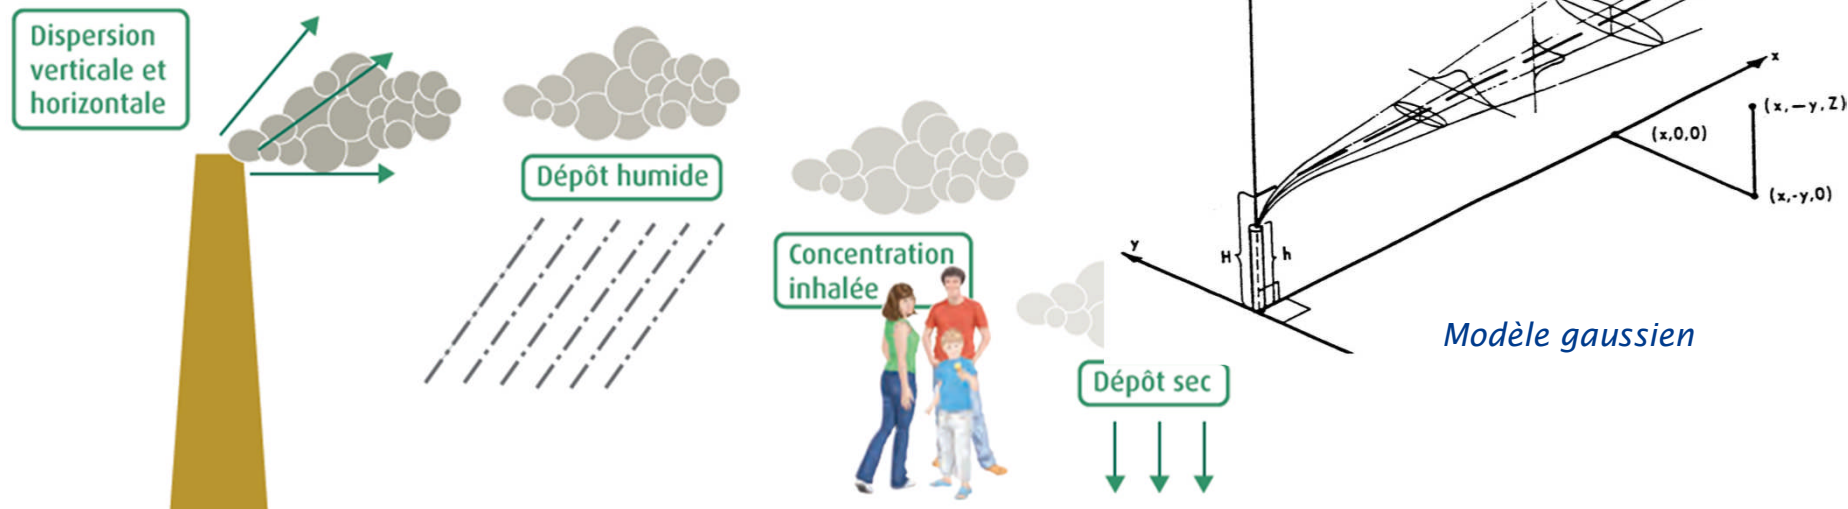 Dispersion
verticale et
horizontale
Dépôt humide
Concentration
inhalée
Dépôt sec
x
(x,—y,Z)
(x,0,0)
(x,-y,0)
y
H
h
Modèle gaussien